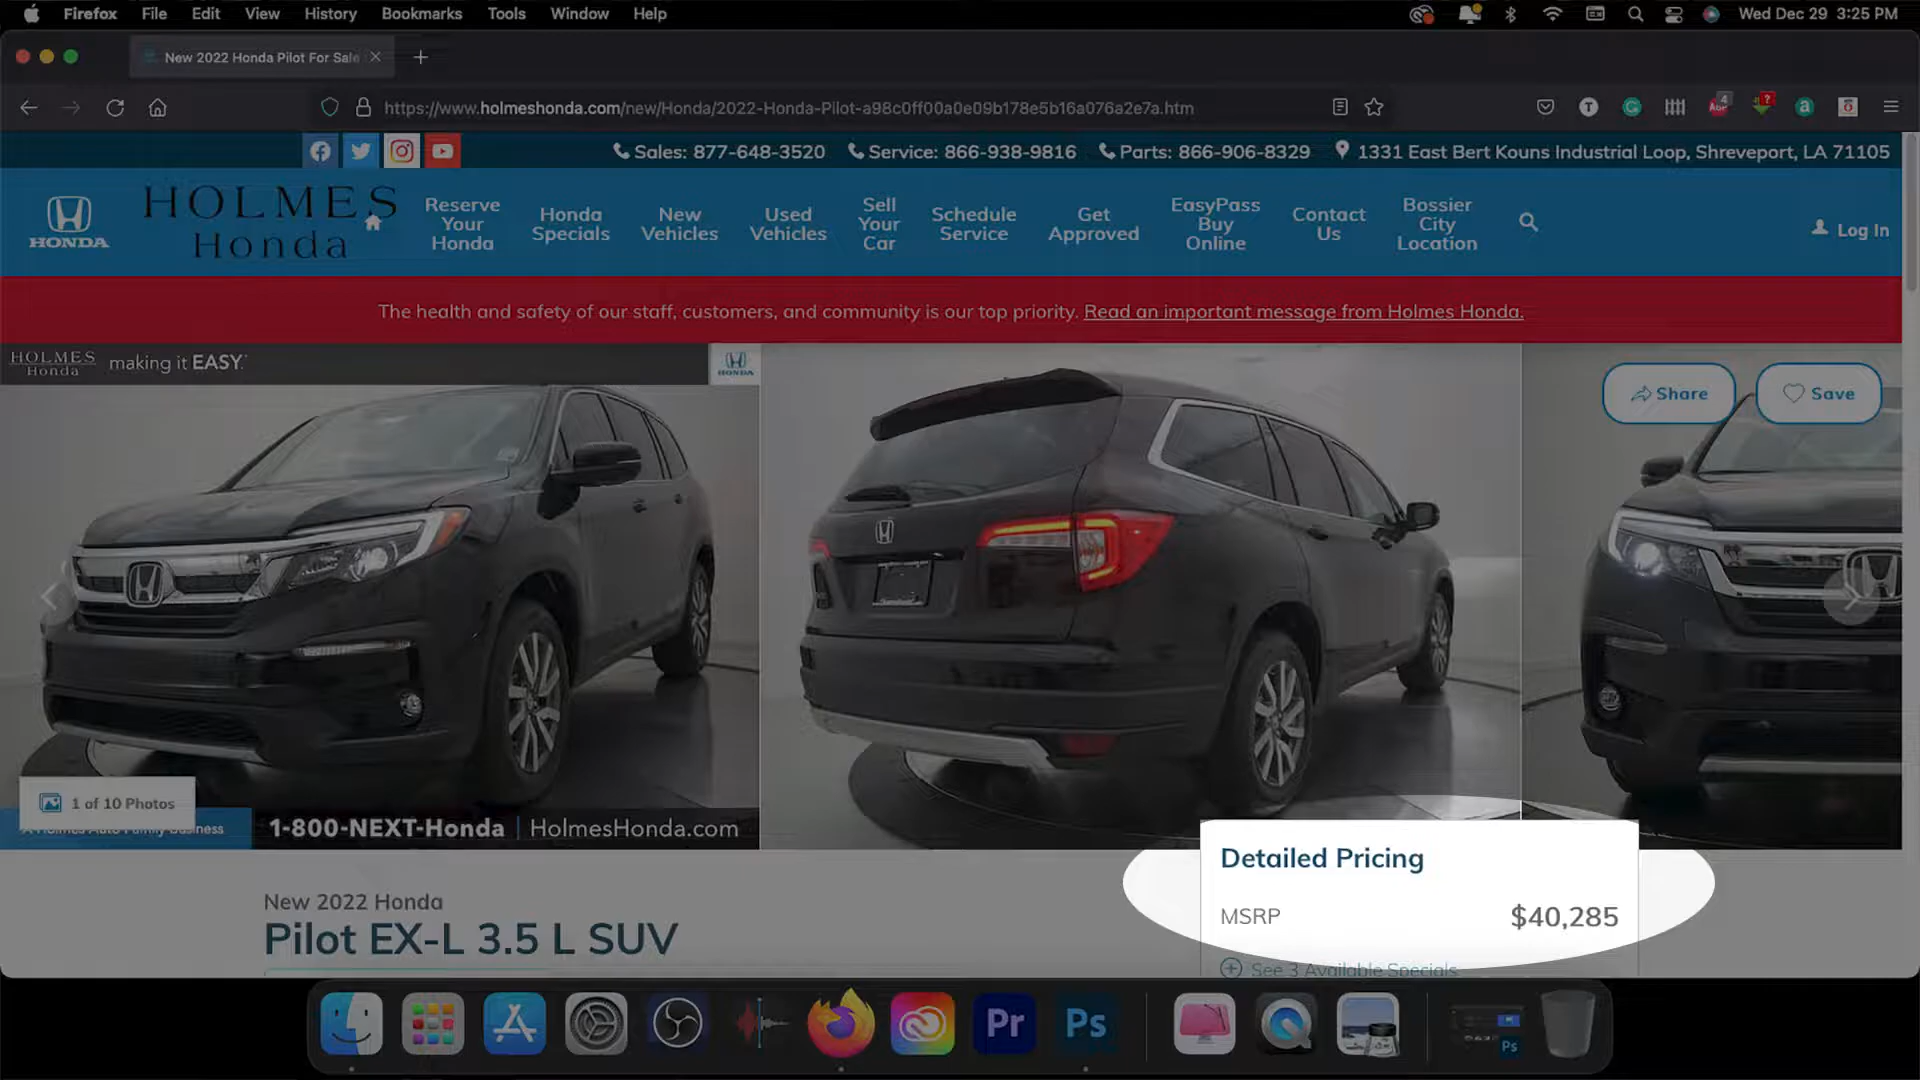 Firefox File Edit View History Bookmarks Tools Window Help Wed Dec 29 3:25 PM
New 2022 Honda Pilot For Sale
https://www.holmeshonda.com/new/Honda/2022-Honda-Pilot-a98c0ff00a0e09b178e5b16a076a2e7a.htm
Sales: 877-648-3520 Service: 866-938-9816 Parts: 866-906-8329 1331 East Bert Kouns Industrial Loop, Shreveport, LA 71105
HONDA
HOLMES
Honda
Reserve Your Honda
Honda Specials
New Vehicles
Used Vehicles
Sell Your Car
Schedule Service
Get Approved
EasyPass Buy Online
Contact Us
Bossier City Location
Log In
The health and safety of our staff, customers, and community is our top priority. Read an important message from Holmes Honda.
HOLMES
Honda
making it EASY.
HONDA
Share
Save
1 of 10 Photos
A Holmes Auto Family Business
1-800-NEXT-Honda | HolmesHonda.com
Detailed Pricing
MSRP $40,285
See 3 Available Specials
New 2022 Honda
Pilot EX-L 3.5 L SUV
Pr
Ps
Ps